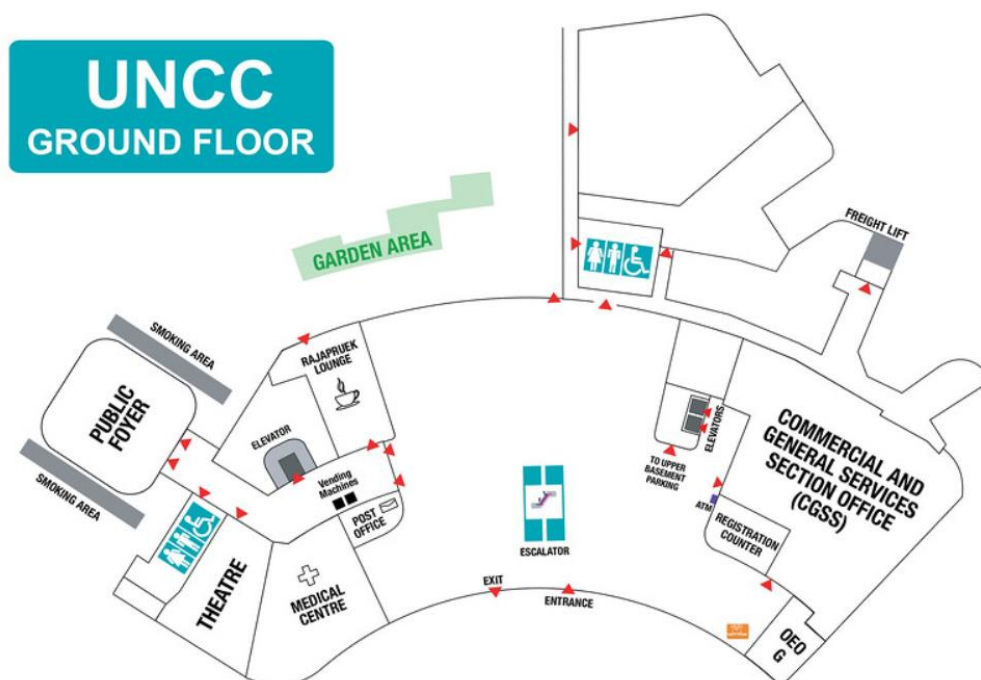 UNCC
GROUND FLOOR
FREIGHT LIFT
GARDEN AREA
SMOKING AREA
RAJAPRUEK
LOUNGE
PUBLIC
FOYER
ELEVATOR
ELEVATORS
COMMERCIAL AND
GENERAL SERVICES
SECTION OFFICE
(CGSS)
TO UPPER
BASEMENT
PARKING
SMOKING AREA
Vending
Machines
POST
OFFICE
ATM
REGISTRATION
COUNTER
ESCALATOR
THEATRE
MEDICAL
CENTRE
EXIT
ENTRANCE
OEO
G